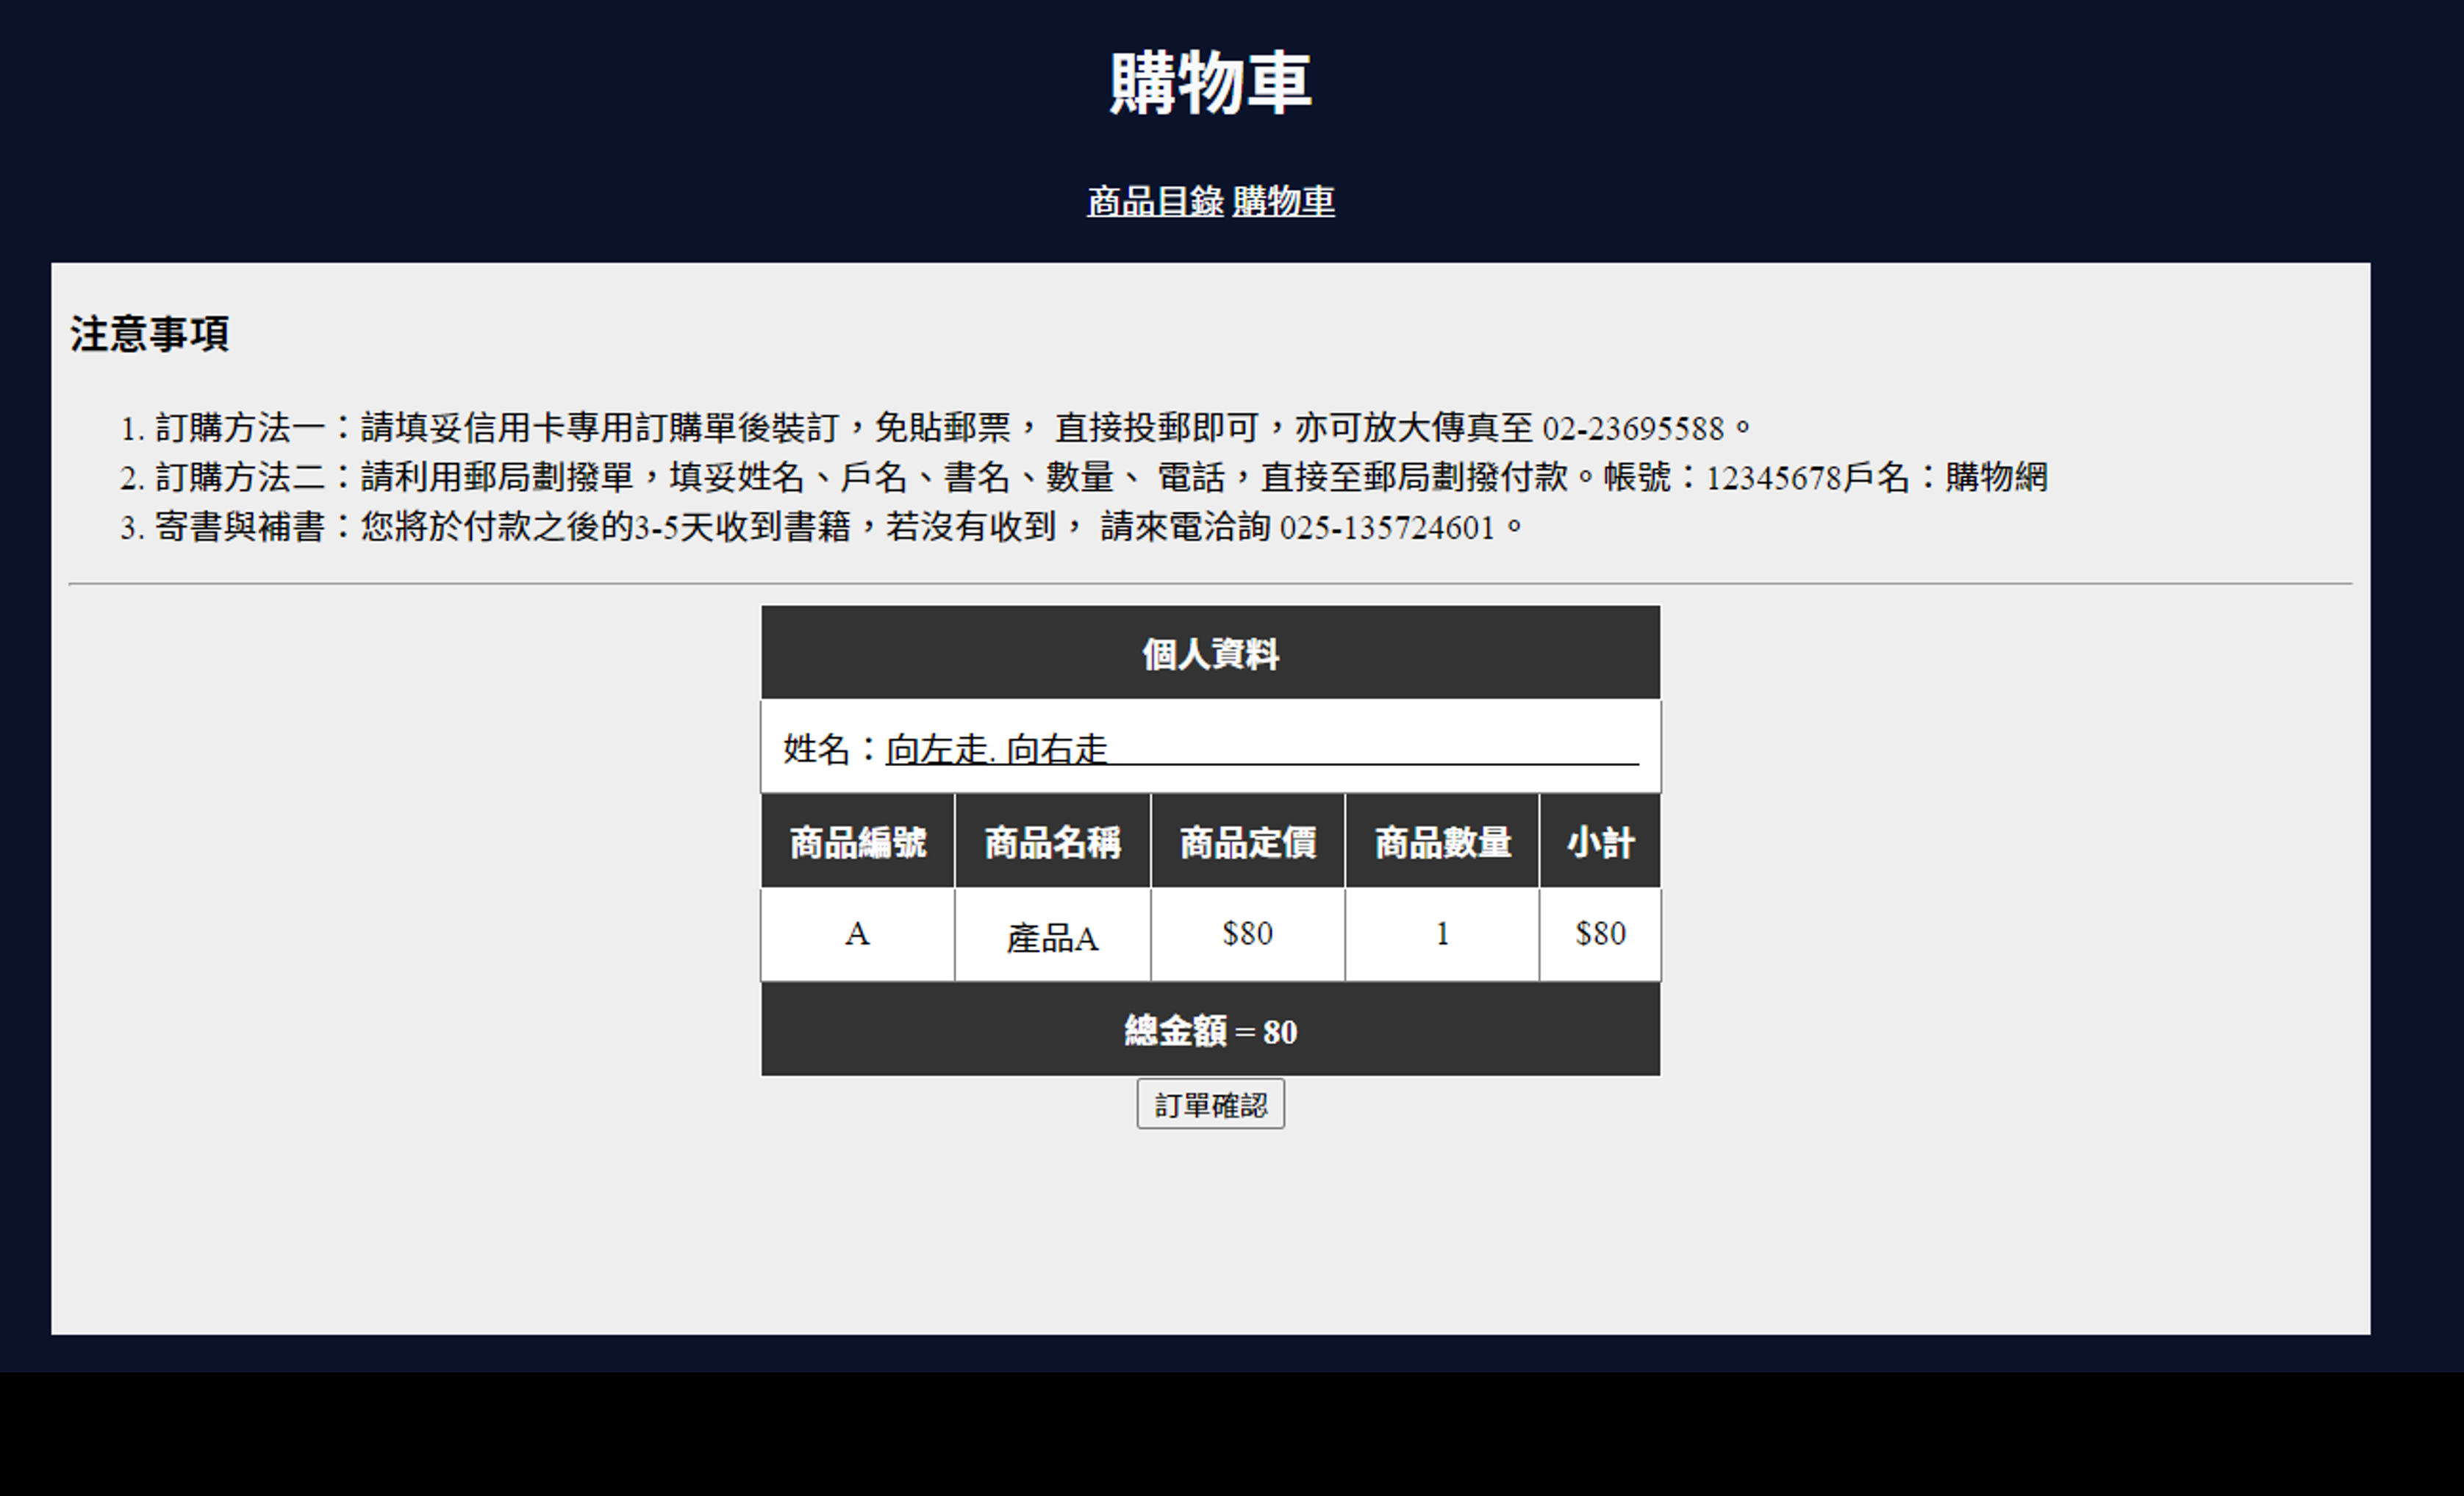 購物車
商品目錄 購物車
注意事項
1. 訂購方法一：請填妥信用卡專用訂購單後裝訂，免貼郵票， 直接投郵即可，亦可放大傳真至 02-23695588。
2. 訂購方法二：請利用郵局劃撥單，填妥姓名、戶名、書名、數量、 電話，直接至郵局劃撥付款。帳號：12345678戶名：購物網
3. 寄書與補書：您將於付款之後的3-5天收到書籍，若沒有收到， 請來電洽詢 025-135724601。
個人資料
姓名：向左走. 向右走
商品編號 商品名稱 商品定價 商品數量 小計
A 產品A $80 1 $80
總金額 = 80
訂單確認